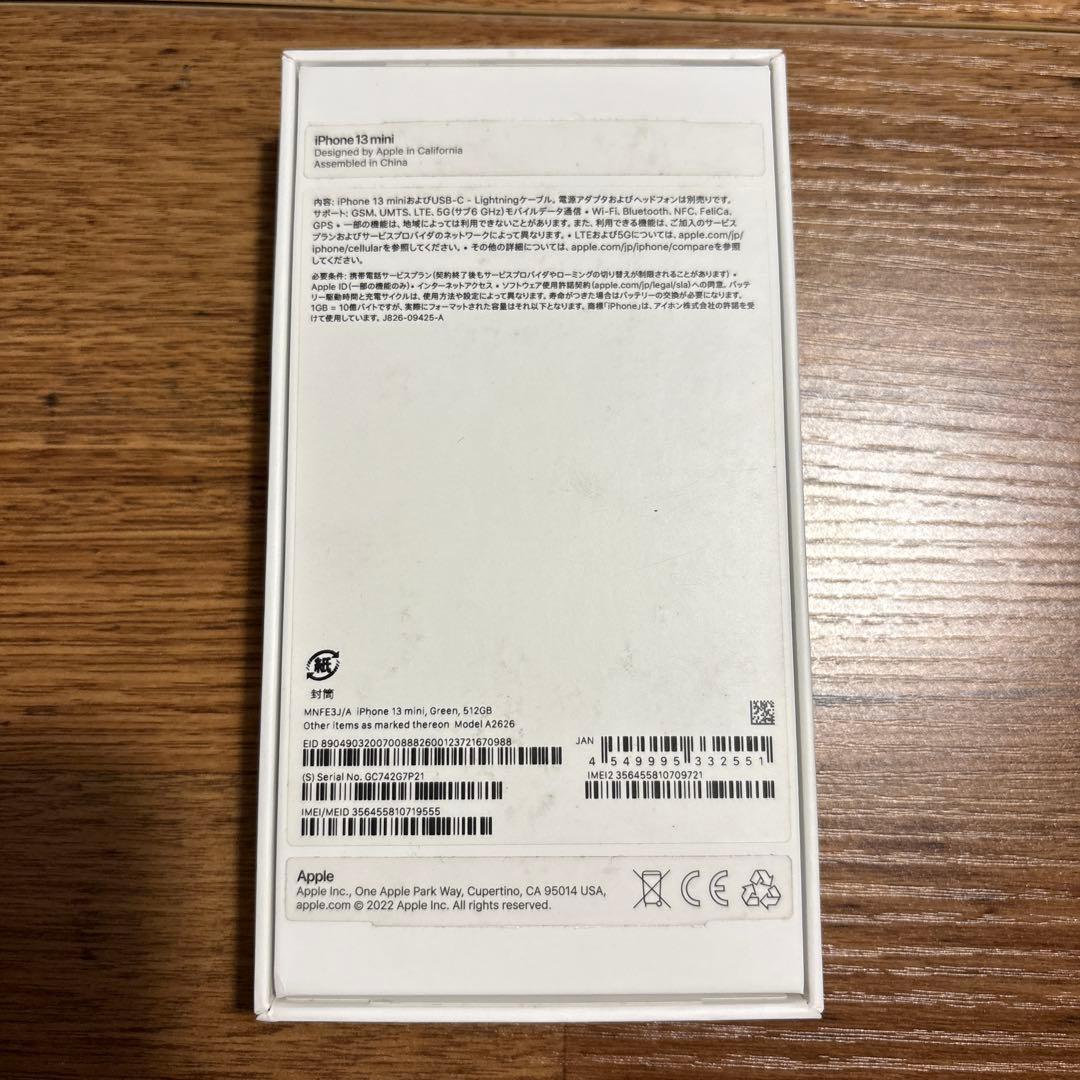 iPhone 13 mini
Designed by Apple in California
Assembled in China
内容: iPhone 13 miniおよびUSB-C - Lightningケーブル。電源アダプタおよびヘッドフォンは別売りです。
サポート: GSM, UMTS, LTE, 5G(サブ6 GHz)モバイルデータ通信 • Wi-Fi, Bluetooth, NFC, FeliCa,
GPS • 一部の機能は、地域によっては利用できないことがあります。また、利用できる機能は、ご加入のサービス
プランおよびサービスプロバイダのネットワークによって異なります。• LTEおよび5Gについては、apple.com/jp/
iphone/cellularを参照してください。• その他の詳細については、apple.com/jp/iphone/compareを参照
してください。
必要条件: 携帯電話サービスプラン(契約終了後もサービスプロバイダやローミングの切り替えが制限されることがあります) •
Apple ID(一部の機能のみ) • インターネットアクセス • ソフトウェア使用許諾契約(apple.com/jp/legal/sla)への同意。バッテ
リー駆動時間と充電サイクルは、使用方法や設定によって異なります。寿命がつきた場合はバッテリーの交換が必要になります。
1GB = 10億バイトですが、実際にフォーマットされた容量はそれ以下となります。商標「iPhone」は、アイホン株式会社の許諾を受
けて使用しています。J826-09425-A
紙
封筒
MNFE3J/A iPhone 13 mini, Green, 512GB
Other items as marked thereon Model A2626
EID 89049032007008882600123721670988
JAN
4 549995 332551
(S) Serial No. GC742G7P21
IMEI2 356455810709721
IMEI/MEID 356455810719555
Apple
Apple Inc., One Apple Park Way, Cupertino, CA 95014 USA,
apple.com © 2022 Apple Inc. All rights reserved.
CE